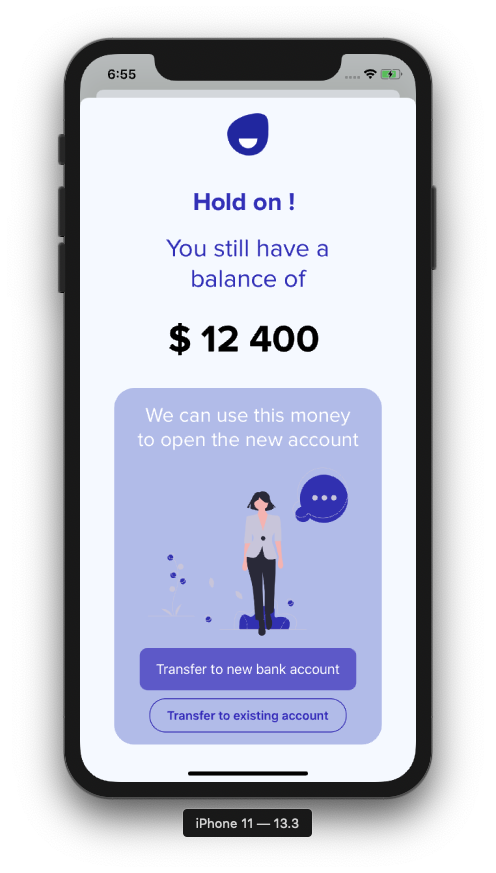 6:55
Hold on !
You still have a
balance of
$ 12 400
We can use this money
to open the new account
Transfer to new bank account
Transfer to existing account
iPhone 11 — 13.3